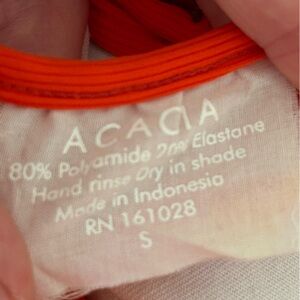 ACACIA
80% Polyamide 20% Elastane
Hand rinse Dry in shade
Made in Indonesia
RN 161028
S